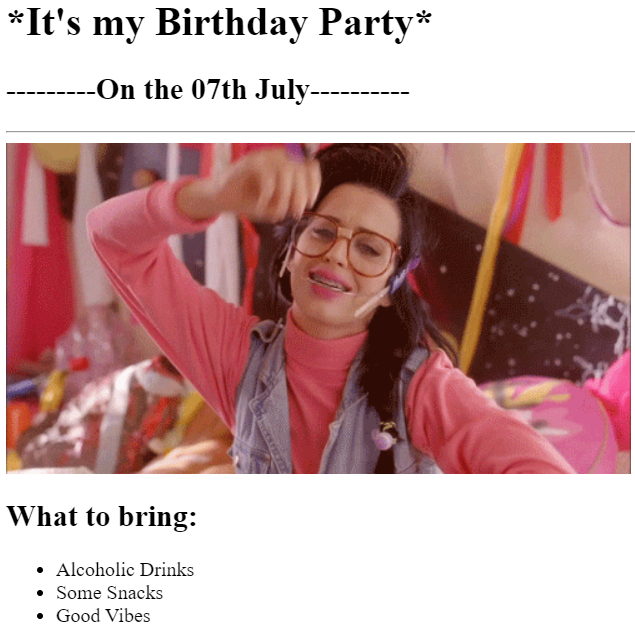 *It's my Birthday Party*
---------On the 07th July----------
What to bring:
Alcoholic Drinks
Some Snacks
Good Vibes